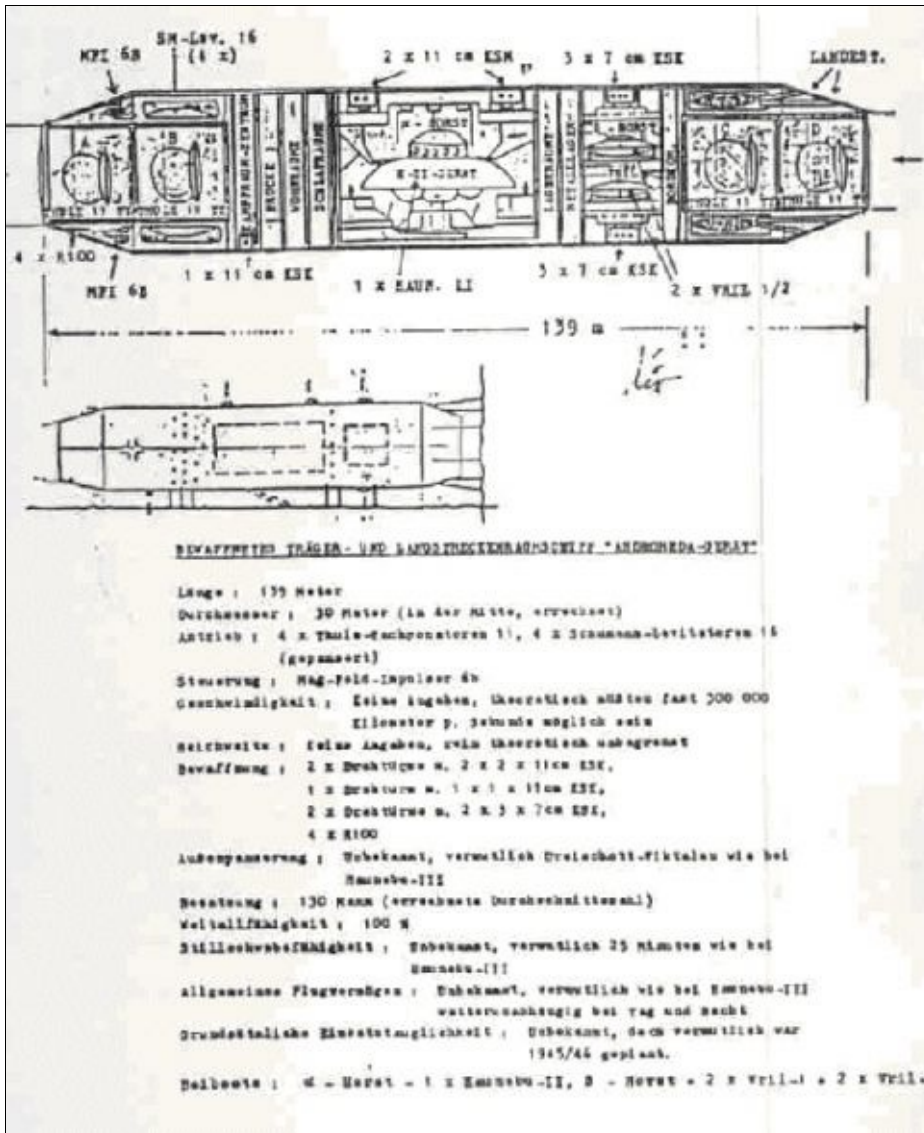 SM-Lev. 16
MFI 6B
(4 x)
2 x 11 cm KSK
3 x 7 cm KSK
LANDEST.
A
B
C
D
4 x R100
MFI 6B
1 x 11 cm KSK
1 x HAUN. II
3 x 7 cm KSK
2 x VRIL 1/2
139 m
BEWAFFNETES TRÄGER- UND LANGSTRECKENRAUMSCHIFF "ANDROMEDA-GERÄT"
Länge : 139 Meter
Durchmesser : 30 Meter (in der Mitte, errechnet)
Antrieb : 4 x Thule-Tachyonatoren 11, 4 x Schumann-Levitatoren 16
(gepanzert)
Steuerung : Mag-Feld-Impulser 6b
Geschwindigkeit : Keine Angaben, theoretisch müßten fast 300 000
Kilometer p. Sekunde möglich sein
Reichweite : Keine Angaben, rein theoretisch unbegrenzt
Bewaffnung : 2 x Drehtürme m. 2 x 2 x 11cm KSK,
1 x Drehturm m. 1 x 1 x 11cm KSK,
2 x Drehtürme m. 2 x 3 x 7cm KSK,
4 x R100
Außenpanzerung : Unbekannt, vermutlich Dreischott-Viktalen wie bei
Haunebu-III
Besatzung : 130 Mann (errechnete Durchschnittszahl)
Weltallfähigkeit : 100 %
Stillschwebefähigkeit : Unbekannt, vermutlich 25 Minuten wie bei
Haunebu-III
Allgemeines Flugvermögen : Unbekannt, vermutlich wie bei Haunebu-III
wetterunabhängig bei Tag und Nacht
Grundsätzliche Einsatztauglichkeit : Unbekannt, doch vermutlich war
1945/46 geplant.
Beiboote : - Horst - 1 x Haunebu-II, B - Horst - 2 x Vril-1 + 2 x Vril-